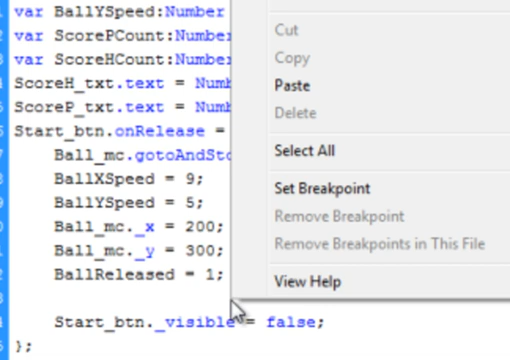 var BallYSpeed:Number
var ScorePCount:Number
var ScoreHCount:Number
ScoreH_txt.text = Numb
ScoreP_txt.text = Numb
Start_btn.onRelease =
Ball_mc.gotoAndSto
BallXSpeed = 9;
BallYSpeed = 5;
Ball_mc._x = 200;
Ball_mc._y = 300;
BallReleased = 1;
Start_btn._visible = false;
};
Cut
Copy
Paste
Delete
Select All
Set Breakpoint
Remove Breakpoint
Remove Breakpoints in This File
View Help